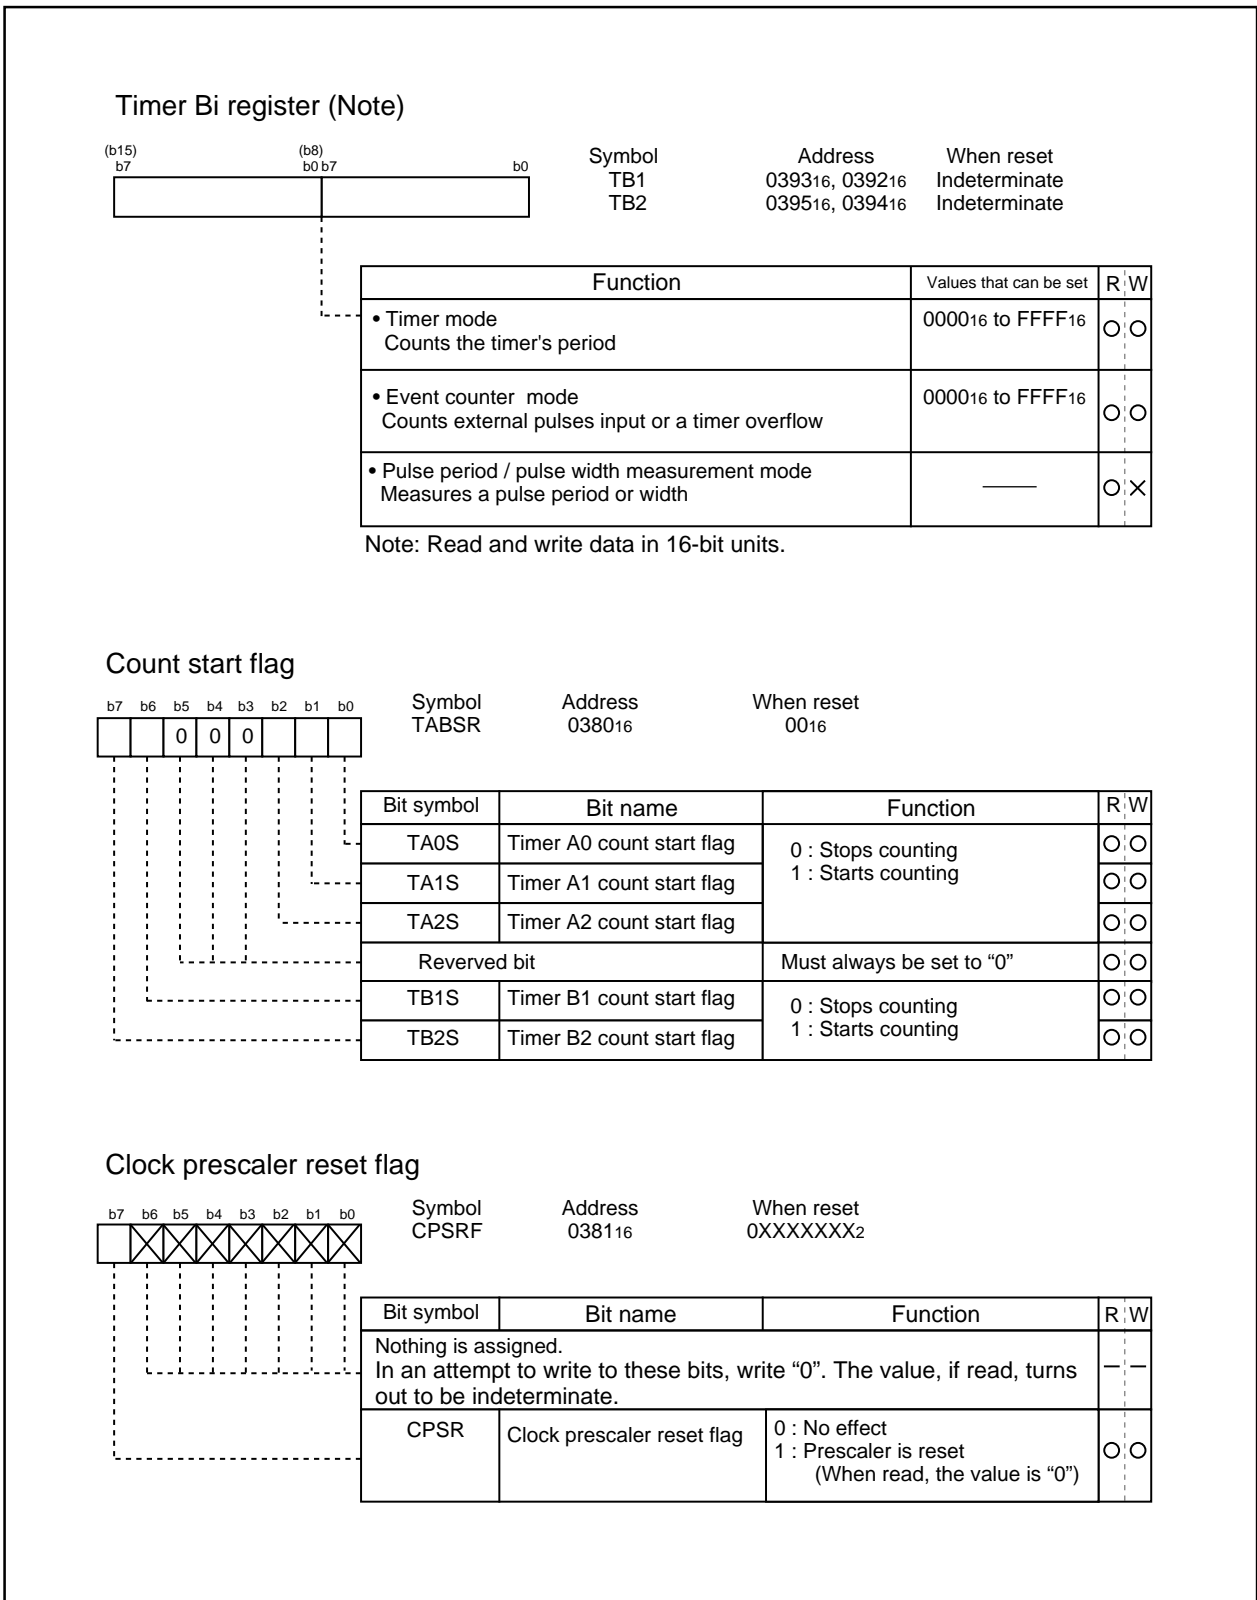 Timer Bi register (Note)
(b15) (b8)
b7 b0 b7 b0
Symbol Address When reset
TB1 039316, 039216 Indeterminate
TB2 039516, 039416 Indeterminate
Function Values that can be set R W
• Timer mode 000016 to FFFF16
Counts the timer's period
• Event counter mode 000016 to FFFF16
Counts external pulses input or a timer overflow
• Pulse period / pulse width measurement mode
Measures a pulse period or width
Note: Read and write data in 16-bit units.
Count start flag
b7 b6 b5 b4 b3 b2 b1 b0
0 0 0
Symbol Address When reset
TABSR 038016 0016
Bit symbol Bit name Function R W
TA0S Timer A0 count start flag 0 : Stops counting
1 : Starts counting
TA1S Timer A1 count start flag
TA2S Timer A2 count start flag
Reverved bit Must always be set to “0”
TB1S Timer B1 count start flag 0 : Stops counting
1 : Starts counting
TB2S Timer B2 count start flag
Clock prescaler reset flag
b7 b6 b5 b4 b3 b2 b1 b0
Symbol Address When reset
CPSRF 038116 0XXXXXXX2
Bit symbol Bit name Function R W
Nothing is assigned.
In an attempt to write to these bits, write “0”. The value, if read, turns
out to be indeterminate.
CPSR Clock prescaler reset flag 0 : No effect
1 : Prescaler is reset
(When read, the value is “0”)